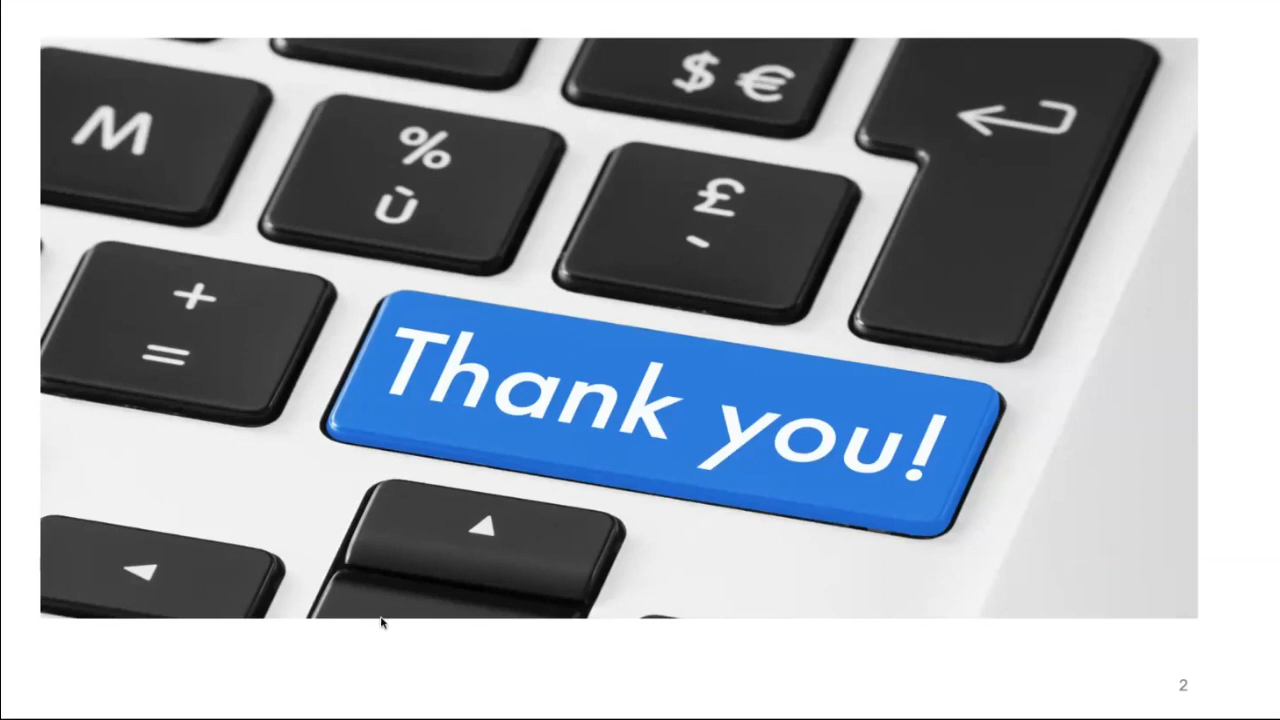 $ €
M
%
ù
£
+
=
Thank you!
2